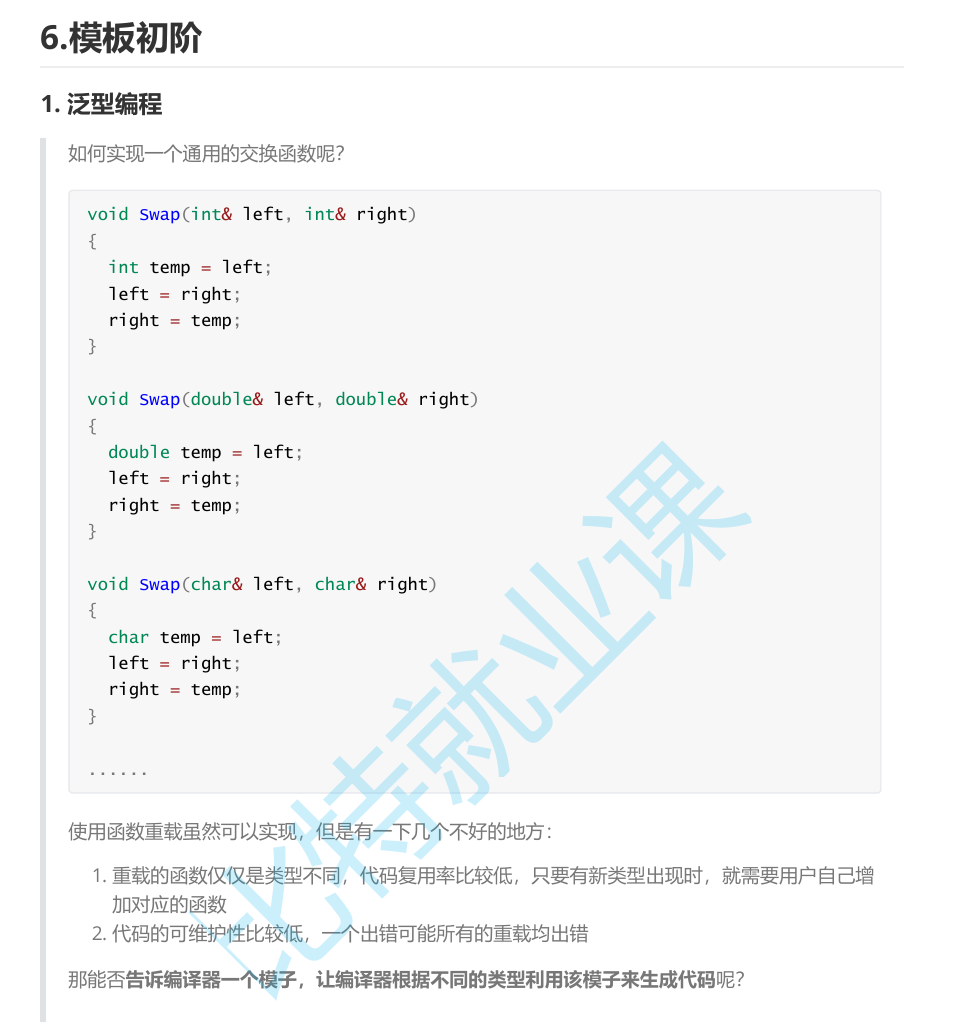 6.模板初阶
1. 泛型编程
如何实现一个通用的交换函数呢？
void Swap(int& left, int& right)
{
  int temp = left;
  left = right;
  right = temp;
}
void Swap(double& left, double& right)
{
  double temp = left;
  left = right;
  right = temp;
}
void Swap(char& left, char& right)
{
  char temp = left;
  left = right;
  right = temp;
}
......
使用函数重载虽然可以实现，但是有一下几个不好的地方：
1. 重载的函数仅仅是类型不同，代码复用率比较低，只要有新类型出现时，就需要用户自己增
加对应的函数
2. 代码的可维护性比较低，一个出错可能所有的重载均出错
那能否告诉编译器一个模子，让编译器根据不同的类型利用该模子来生成代码呢？
比特就业课